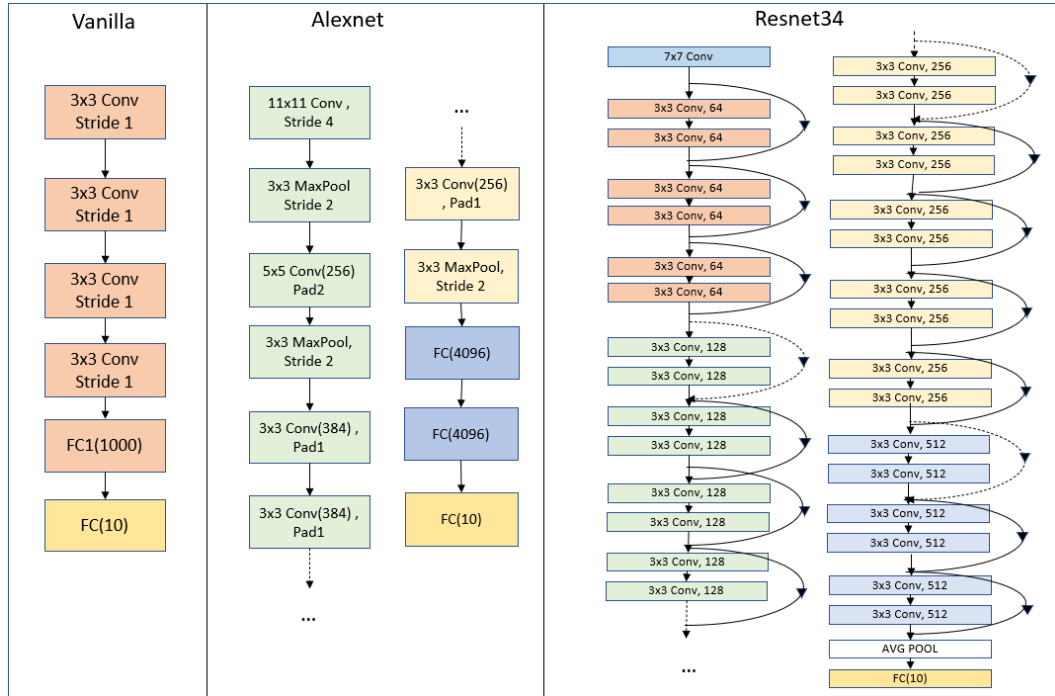 Vanilla
3x3 Conv
Stride 1
3x3 Conv
Stride 1
3x3 Conv
Stride 1
3x3 Conv
Stride 1
FC1(1000)
FC(10)
Alexnet
11x11 Conv ,
Stride 4
3x3 MaxPool
Stride 2
5x5 Conv(256)
Pad2
3x3 MaxPool,
Stride 2
3x3 Conv(384) ,
Pad1
3x3 Conv(384) ,
Pad1
...
...
3x3 Conv(256)
, Pad1
3x3 MaxPool,
Stride 2
FC(4096)
FC(4096)
FC(10)
Resnet34
7x7 Conv
3x3 Conv, 64
3x3 Conv, 64
3x3 Conv, 64
3x3 Conv, 64
3x3 Conv, 64
3x3 Conv, 64
3x3 Conv, 128
3x3 Conv, 128
3x3 Conv, 128
3x3 Conv, 128
3x3 Conv, 128
3x3 Conv, 128
3x3 Conv, 128
3x3 Conv, 128
...
3x3 Conv, 256
3x3 Conv, 256
3x3 Conv, 256
3x3 Conv, 256
3x3 Conv, 256
3x3 Conv, 256
3x3 Conv, 256
3x3 Conv, 256
3x3 Conv, 256
3x3 Conv, 256
3x3 Conv, 512
3x3 Conv, 512
3x3 Conv, 512
3x3 Conv, 512
3x3 Conv, 512
3x3 Conv, 512
AVG POOL
FC(10)